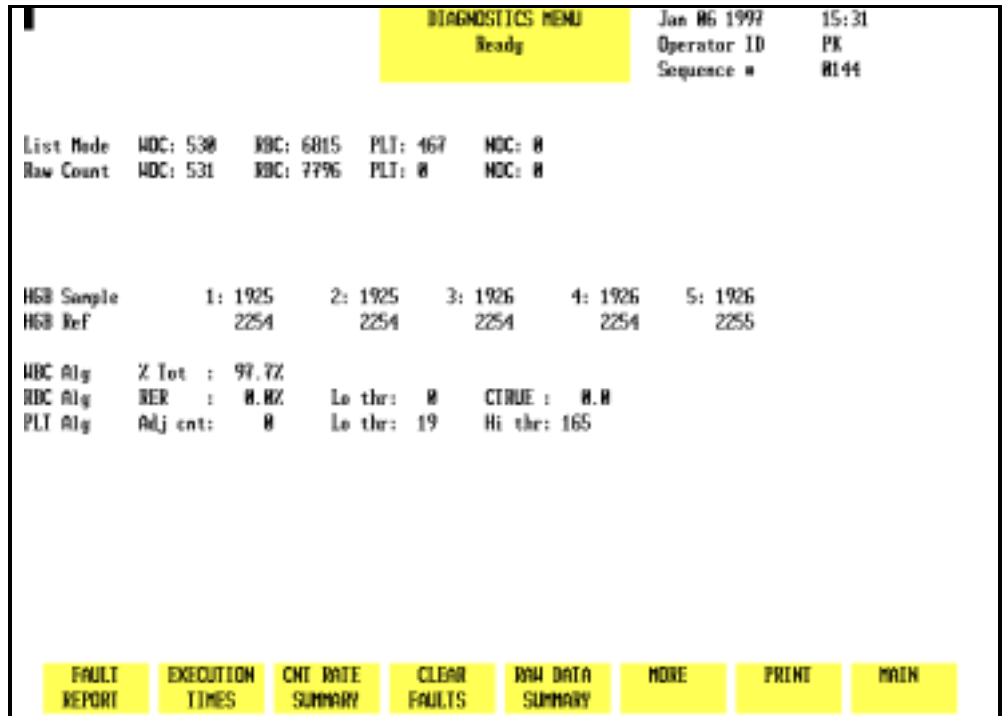 DIAGNOSTICS MENU Jan 06 1997 15:31
Ready Operator ID PK
Sequence # 0144
List Mode WOC: 530 RBC: 6815 PLT: 467 NOC: 0
Raw Count WOC: 531 RBC: 7796 PLT: 0 NOC: 0
HGB Sample 1: 1925 2: 1925 3: 1926 4: 1926 5: 1926
HGB Ref 2254 2254 2254 2254 2255
WBC Alg % Tot : 97.7%
RBC Alg RER : 0.0% Lo thr: 0 CTRUE : 0.0
PLT Alg Adj cnt: 0 Lo thr: 19 Hi thr: 165
FAULT REPORT
EXECUTION TIMES
CNT RATE SUMMARY
CLEAR FAULTS
RAW DATA SUMMARY
MORE
PRINT
MAIN